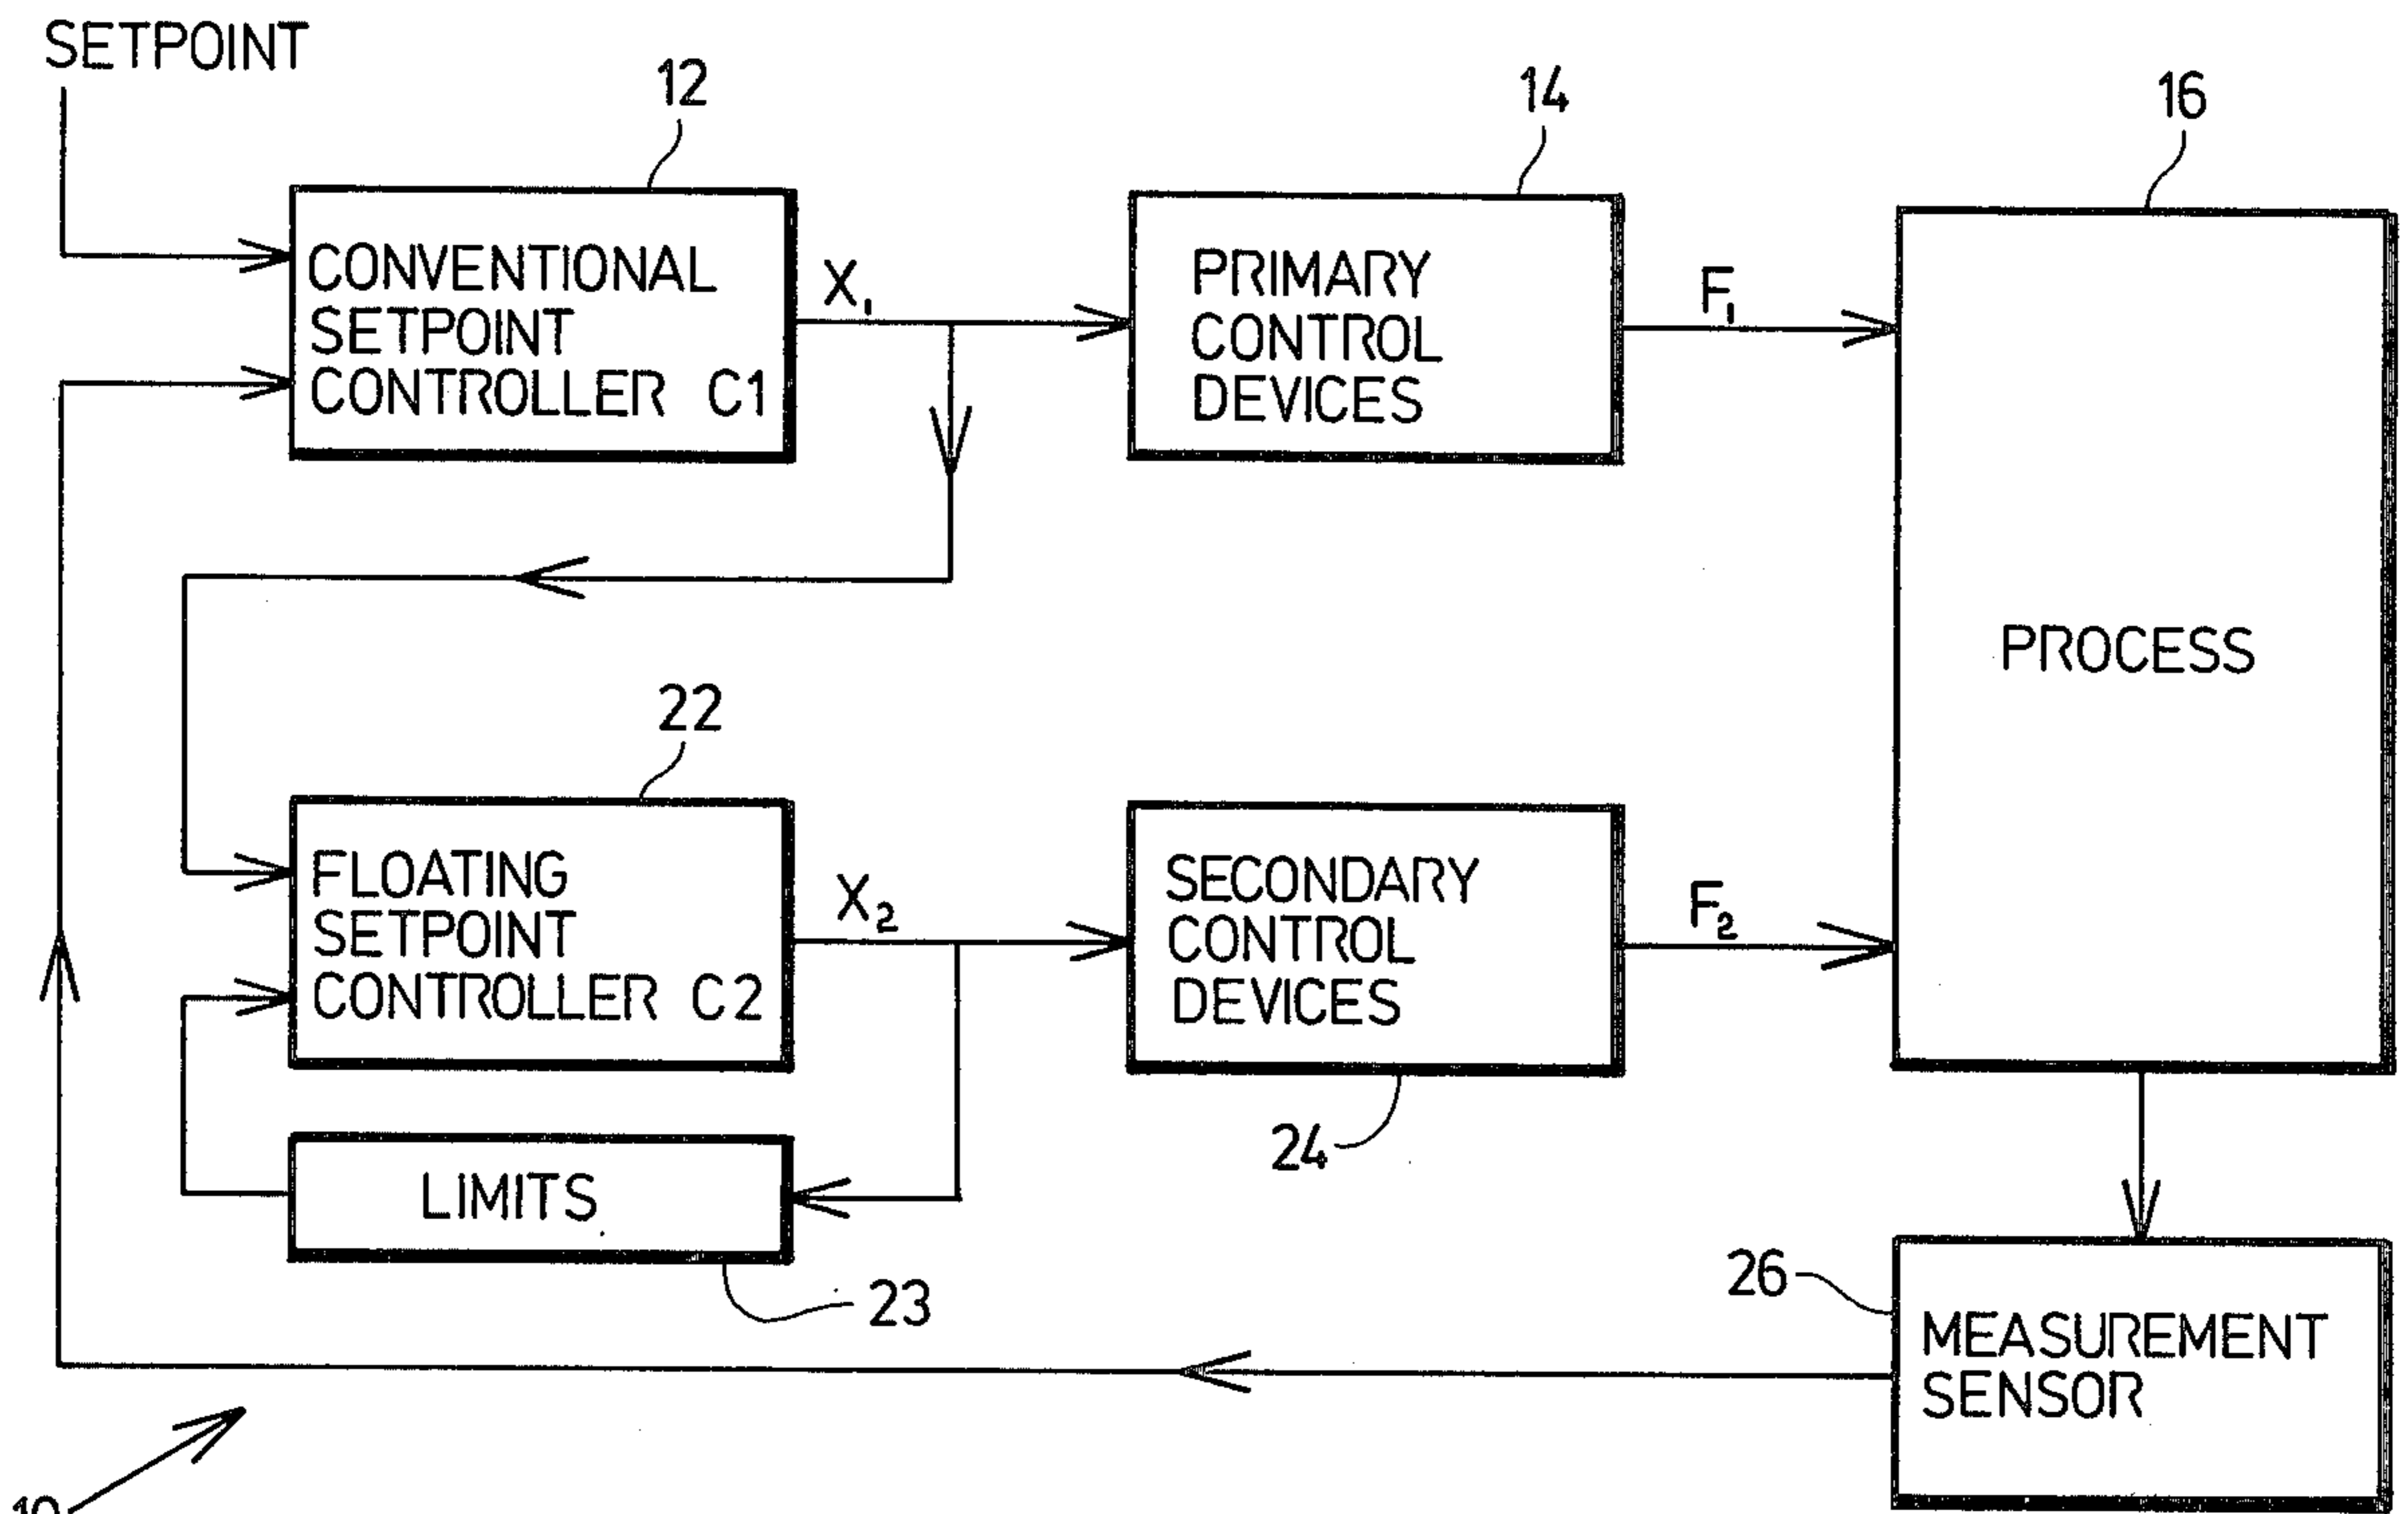 SETPOINT
12
14
16
CONVENTIONAL
SETPOINT
CONTROLLER C1
X₁
PRIMARY
CONTROL
DEVICES
F₁
PROCESS
22
FLOATING
SETPOINT
CONTROLLER C2
X₂
SECONDARY
CONTROL
DEVICES
F₂
24
LIMITS
23
26
MEASUREMENT
SENSOR
10